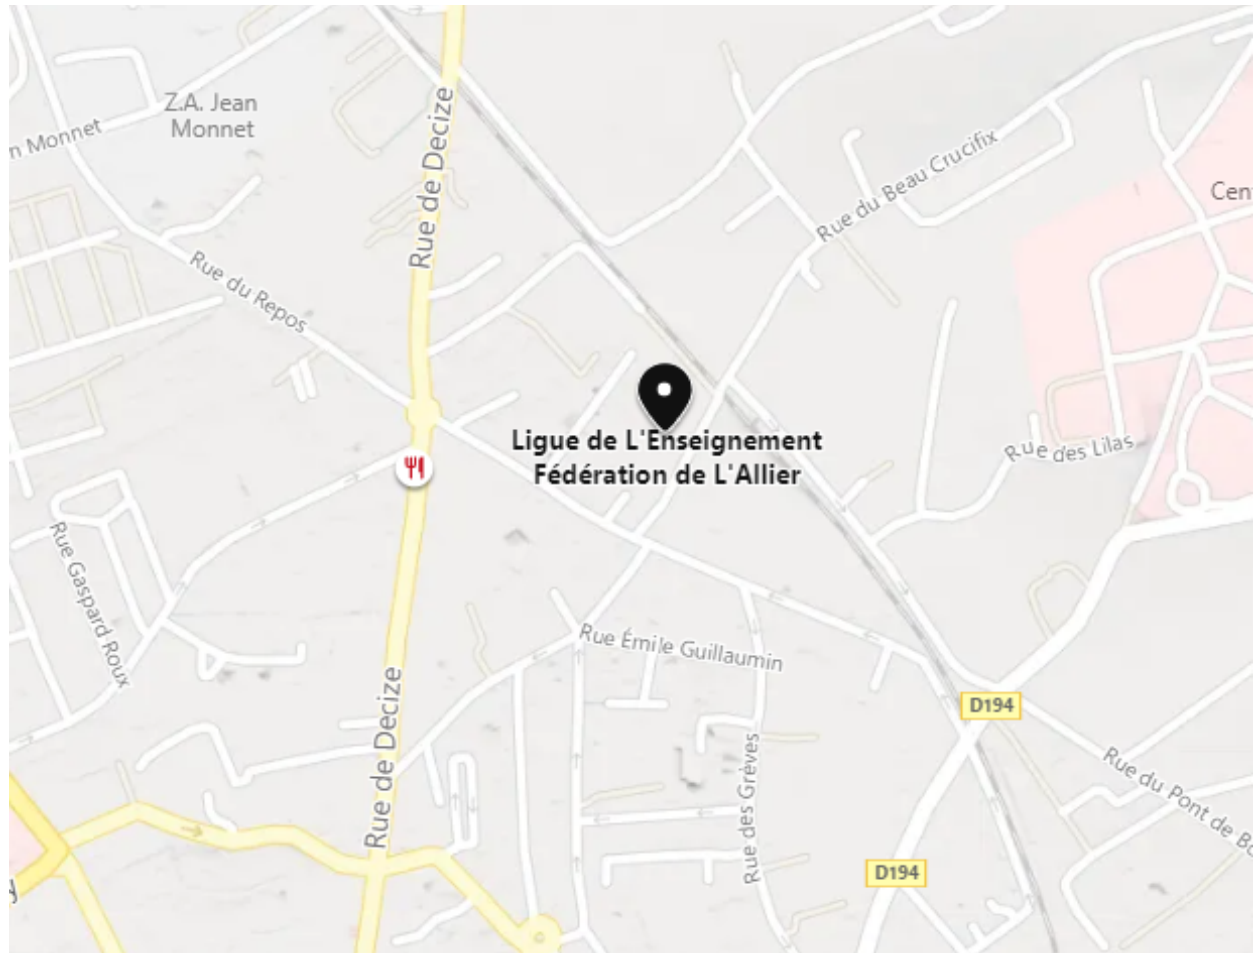 Z.A. Jean
Monnet
n Monnet
Rue de Decize
Rue du Beau Crucifix
Cen
Rue du Repos
Ligue de L'Enseignement
Fédération de L'Allier
Rue des Lilas
Rue Gaspard Roux
Rue Émile Guillaumin
Rue de Decize
D194
Rue des Grèves
Rue du Pont de Bo
D194
y